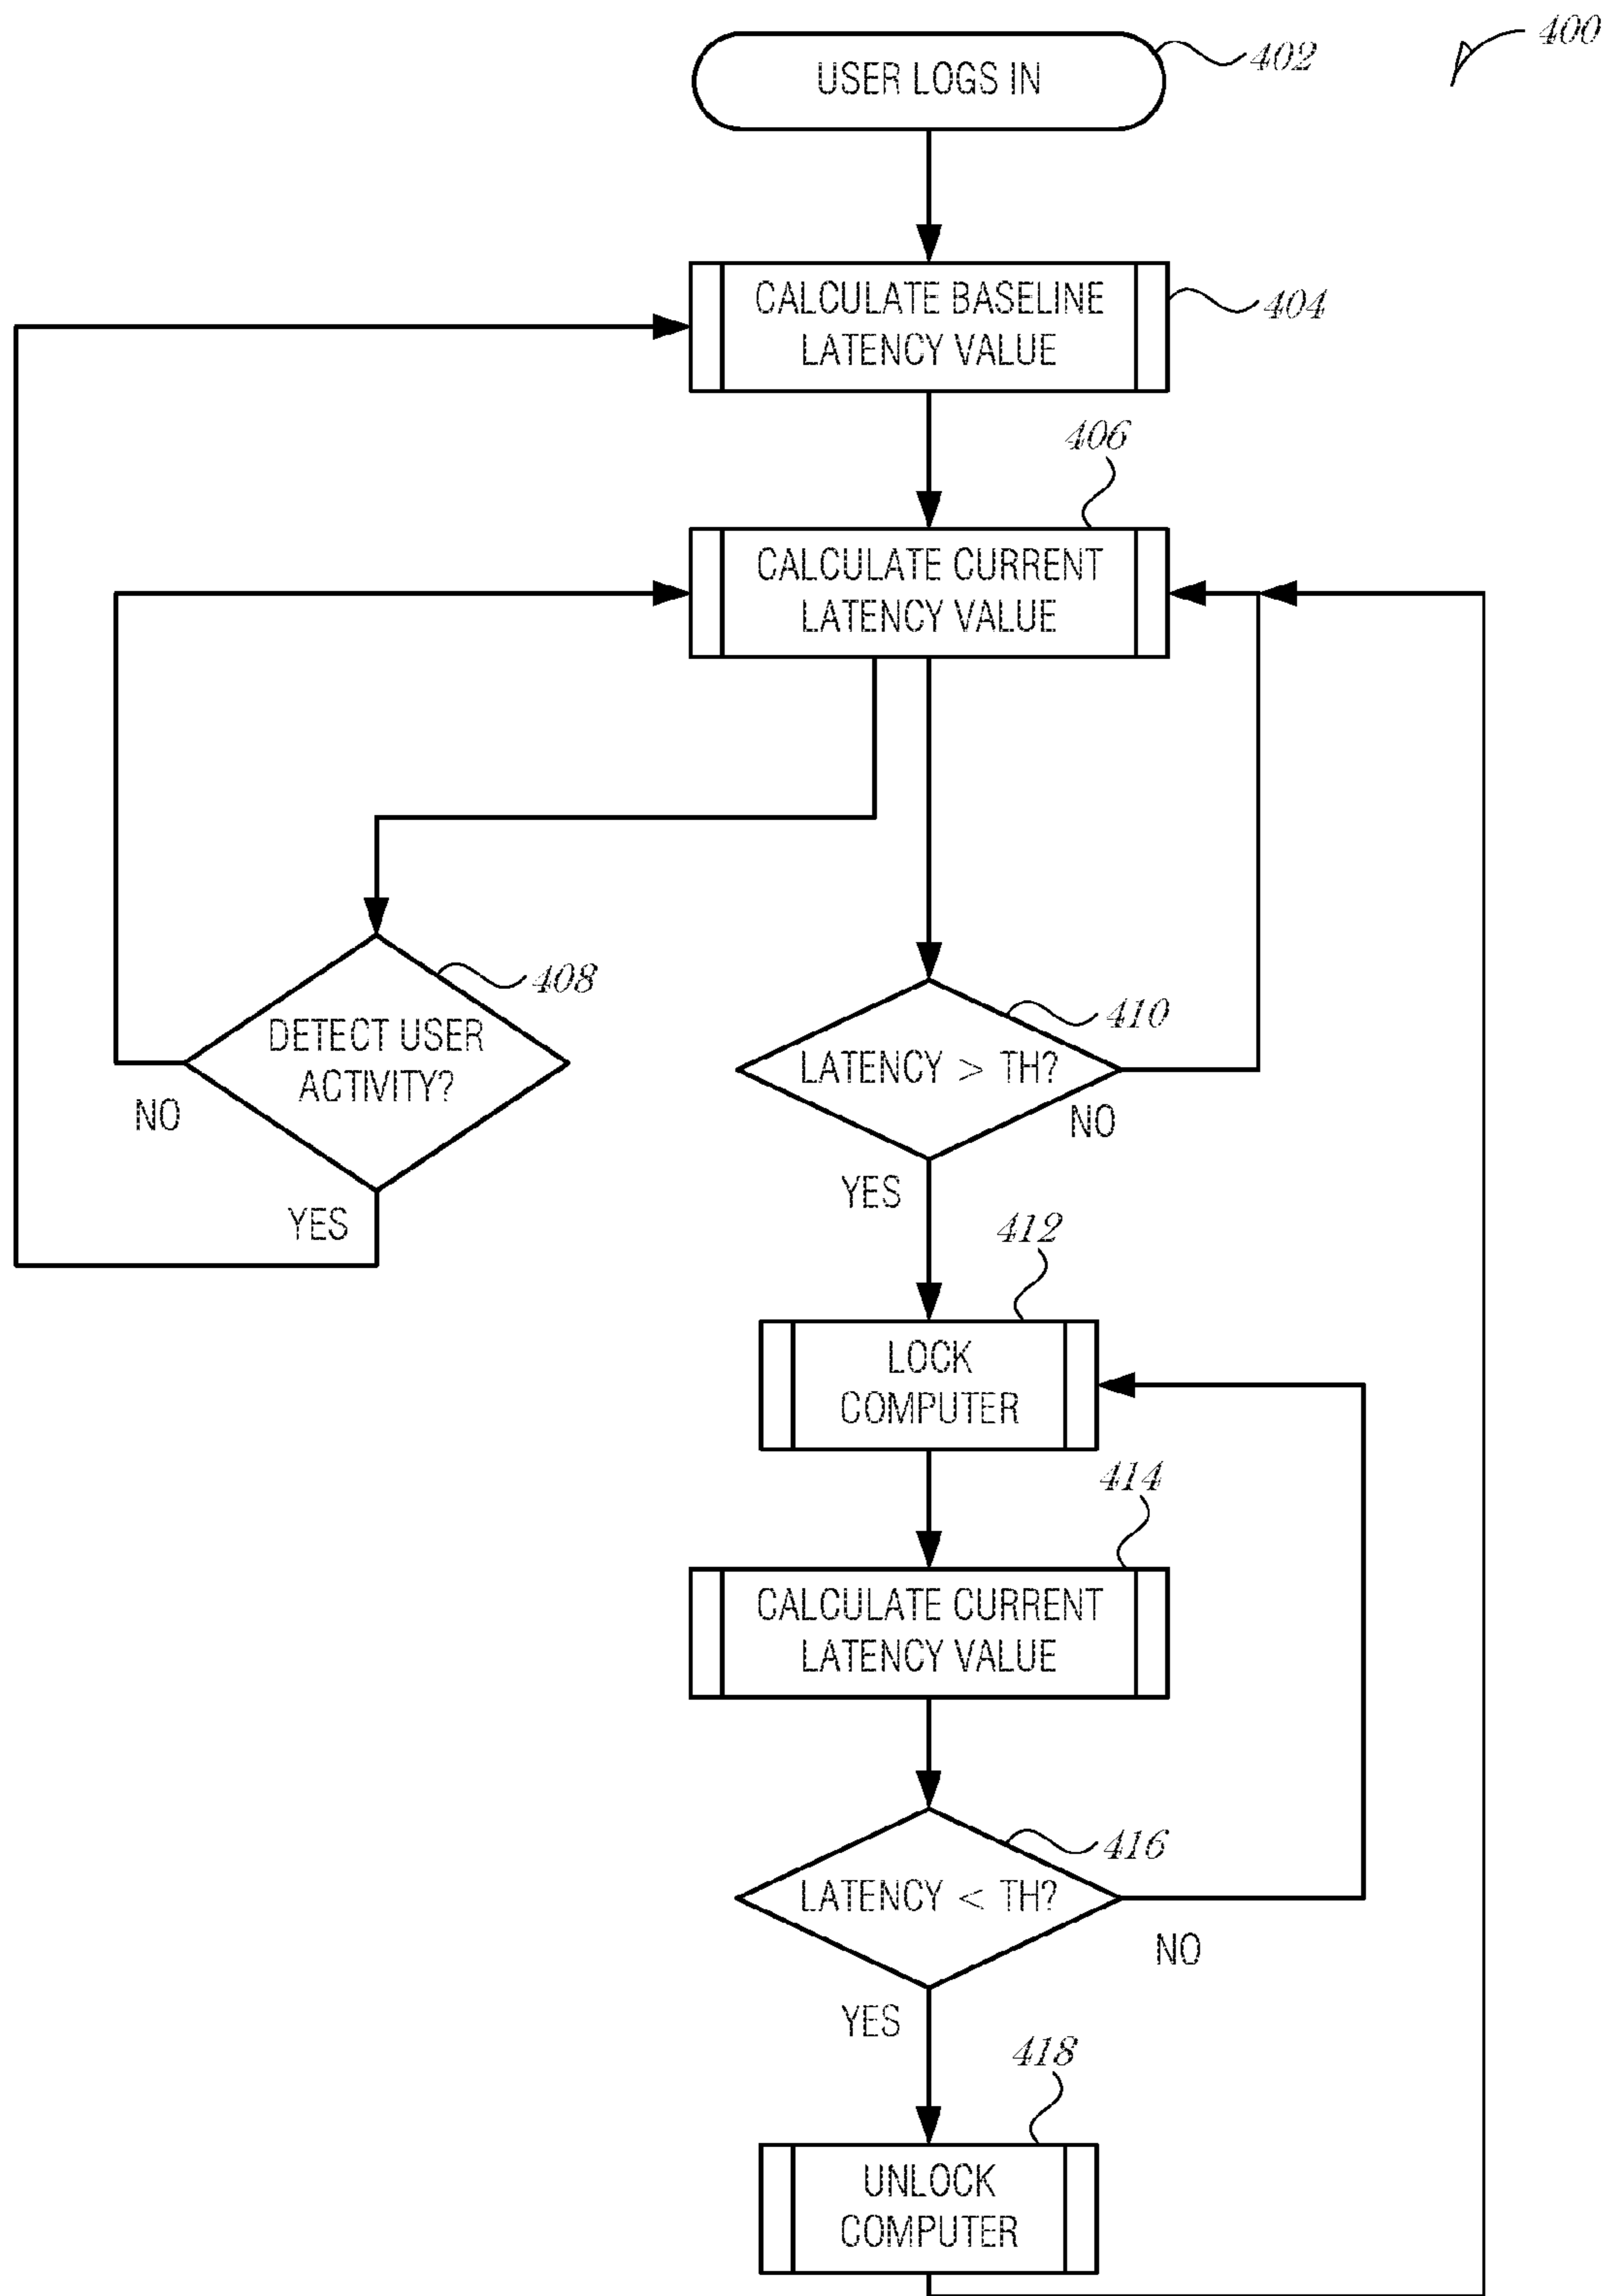 400
USER LOGS IN
402
CALCULATE BASELINE
LATENCY VALUE
404
406
CALCULATE CURRENT
LATENCY VALUE
408
DETECT USER
ACTIVITY?
NO
YES
410
LATENCY > TH?
NO
YES
412
LOCK
COMPUTER
414
CALCULATE CURRENT
LATENCY VALUE
416
LATENCY < TH?
NO
YES
418
UNLOCK
COMPUTER